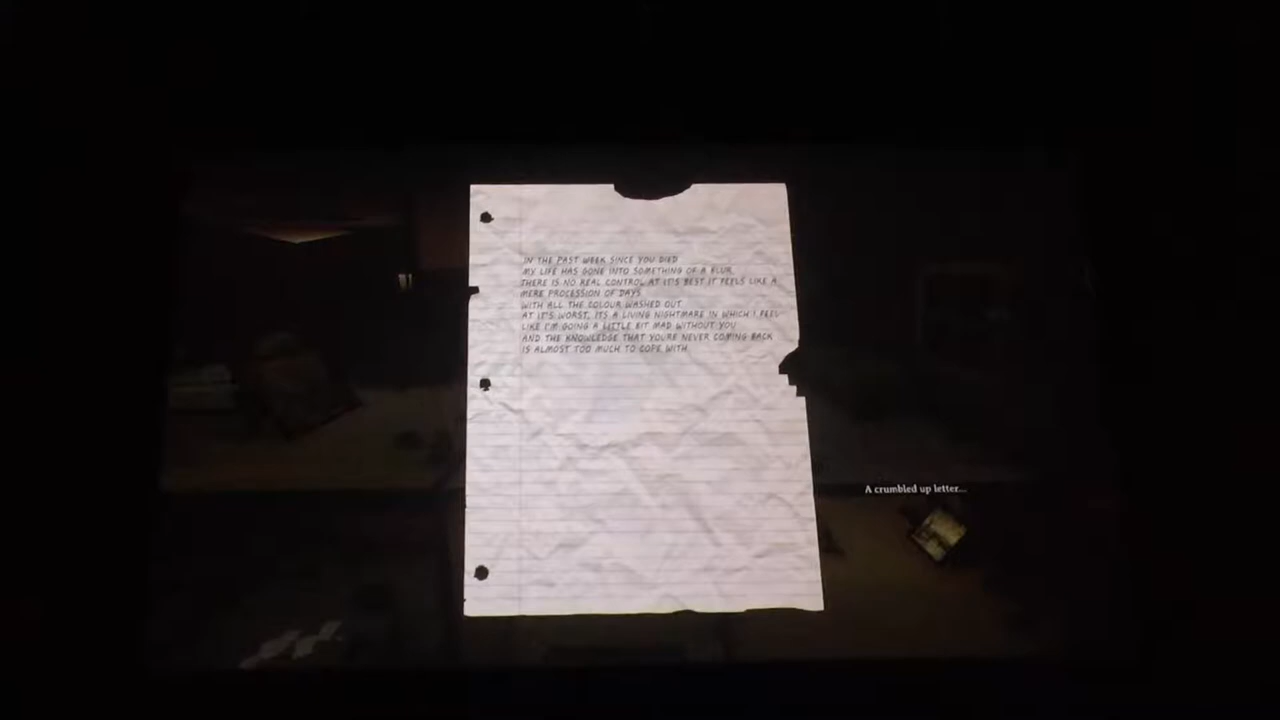 IN THE PAST WEEK SINCE YOU DIED
MY LIFE HAS GONE INTO SOMETHING OF A BLUR
THERE IS NO REAL CONTROL AT IT'S BEST IT FEELS LIKE A
MERE PROCESSION OF DAYS
WITH ALL THE COLOUR WASHED OUT
AT IT'S WORST, ITS A LIVING NIGHTMARE IN WHICH I FEEL
LIKE I'M GOING A LITTLE BIT MAD WITHOUT YOU
AND THE KNOWLEDGE THAT YOU'RE NEVER COMING BACK
IS ALMOST TOO MUCH TO COPE WITH
A crumbled up letter...